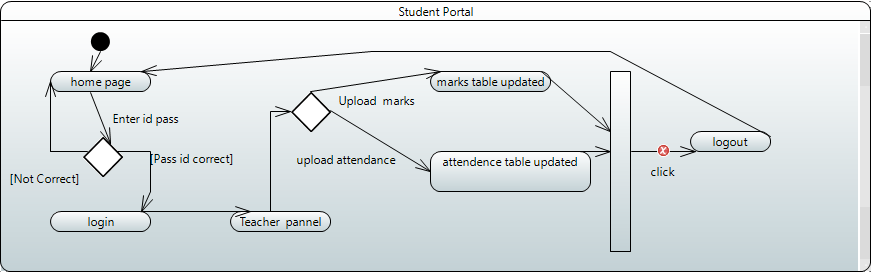 Student Portal
home page
marks table updated
Upload  marks
Enter id pass
logout
[Pass id correct]
upload attendance
attendence table updated
click
[Not Correct]
login
Teacher  pannel